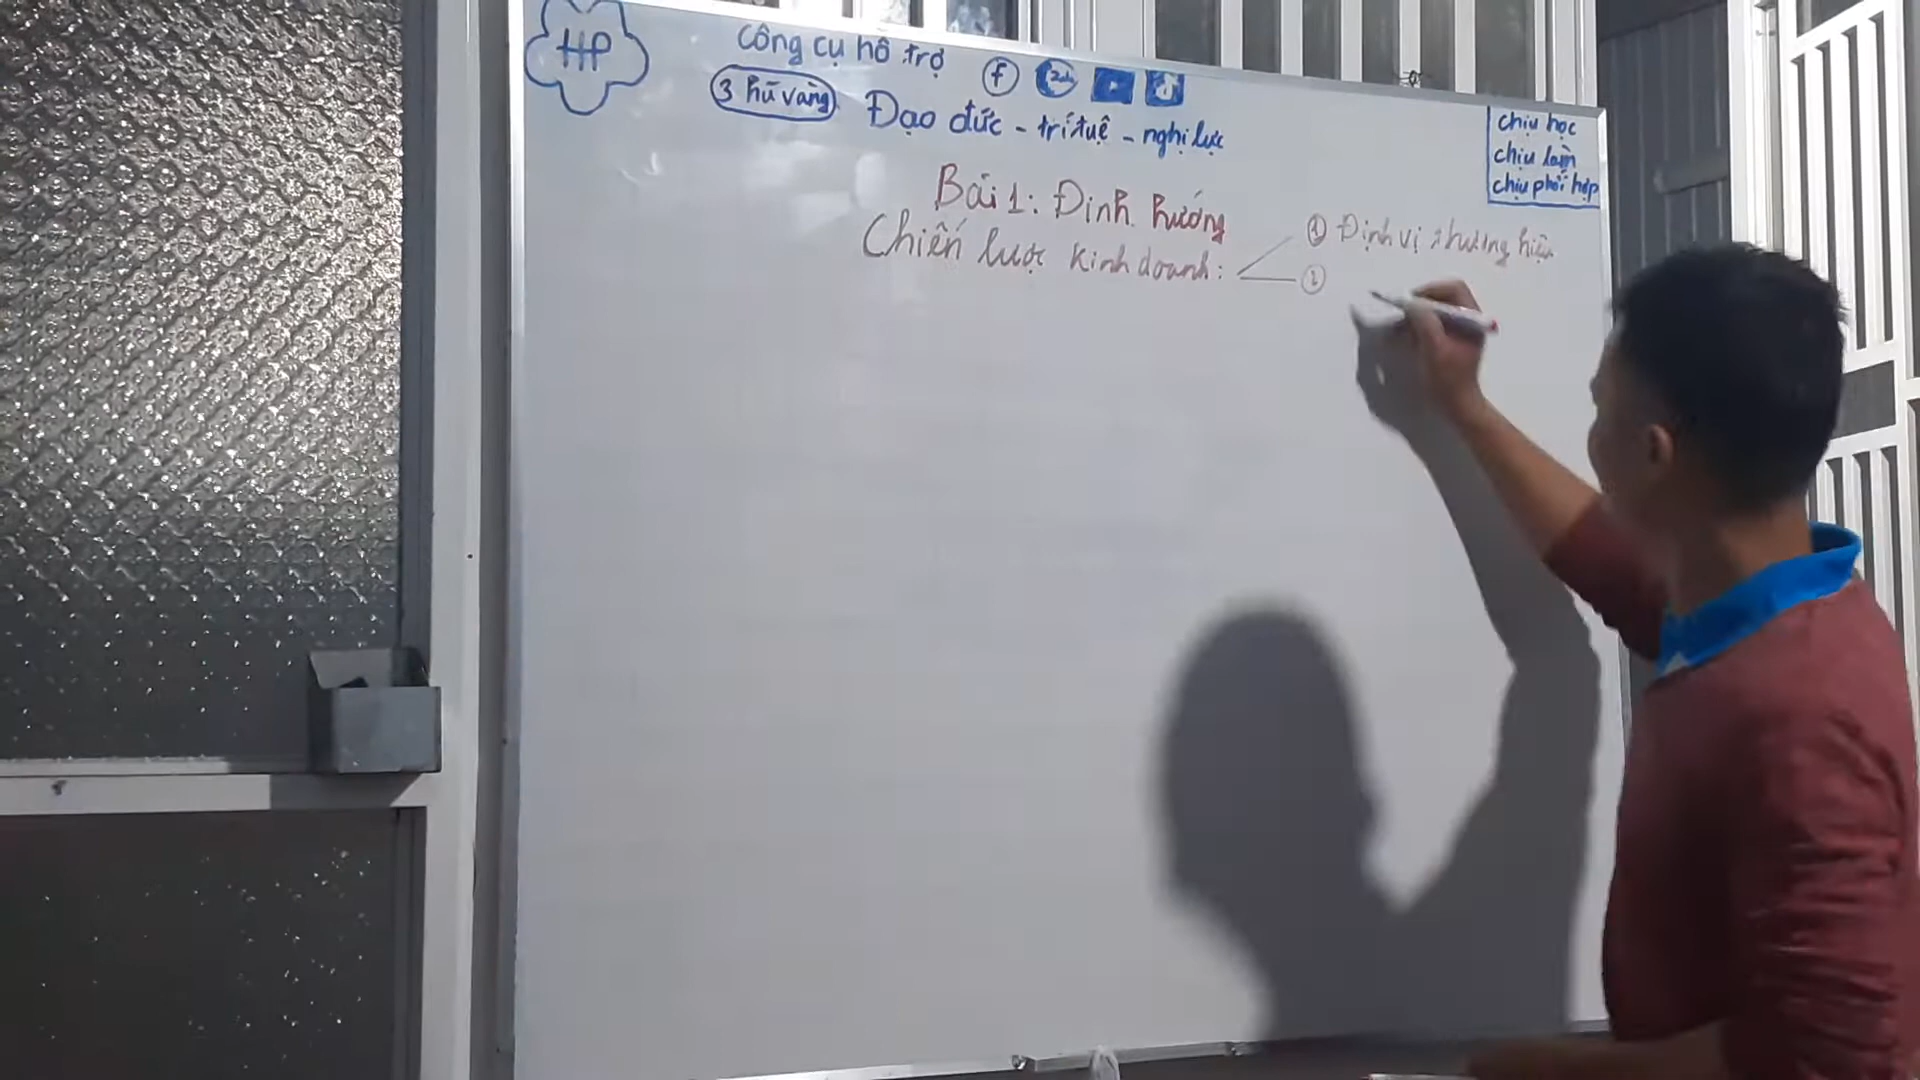 HP
Công cụ hỗ trợ f Zalo
3 hũ vàng Đạo đức - trí tuệ - nghị lực
chịu học
chịu làm
chịu phối hợp
Bài 1: Định hướng
Chiến lược kinh doanh:
① Định vị thương hiệu
②